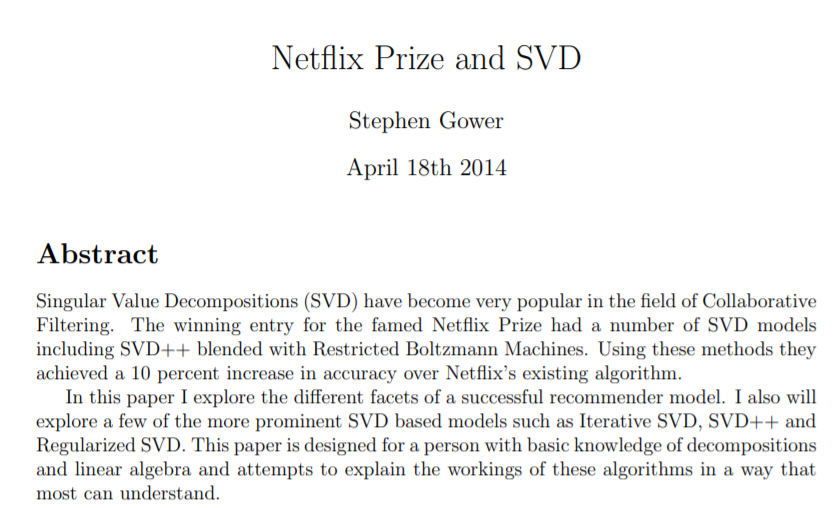 Netflix Prize and SVD
Stephen Gower
April 18th 2014
Abstract
Singular Value Decompositions (SVD) have become very popular in the field of Collaborative
Filtering. The winning entry for the famed Netflix Prize had a number of SVD models
including SVD++ blended with Restricted Boltzmann Machines. Using these methods they
achieved a 10 percent increase in accuracy over Netflix's existing algorithm.
In this paper I explore the different facets of a successful recommender model. I also will
explore a few of the more prominent SVD based models such as Iterative SVD, SVD++ and
Regularized SVD. This paper is designed for a person with basic knowledge of decompositions
and linear algebra and attempts to explain the workings of these algorithms in a way that
most can understand.